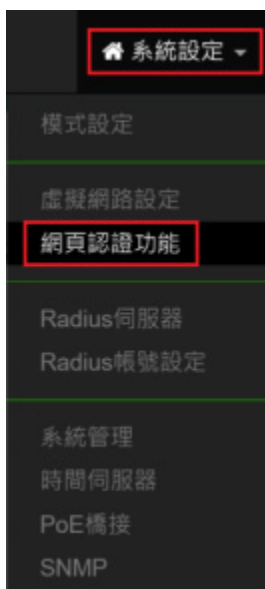 系統設定
模式設定
虛擬網路設定
網頁認證功能
Radius伺服器
Radius帳號設定
系統管理
時間伺服器
PoE橋接
SNMP